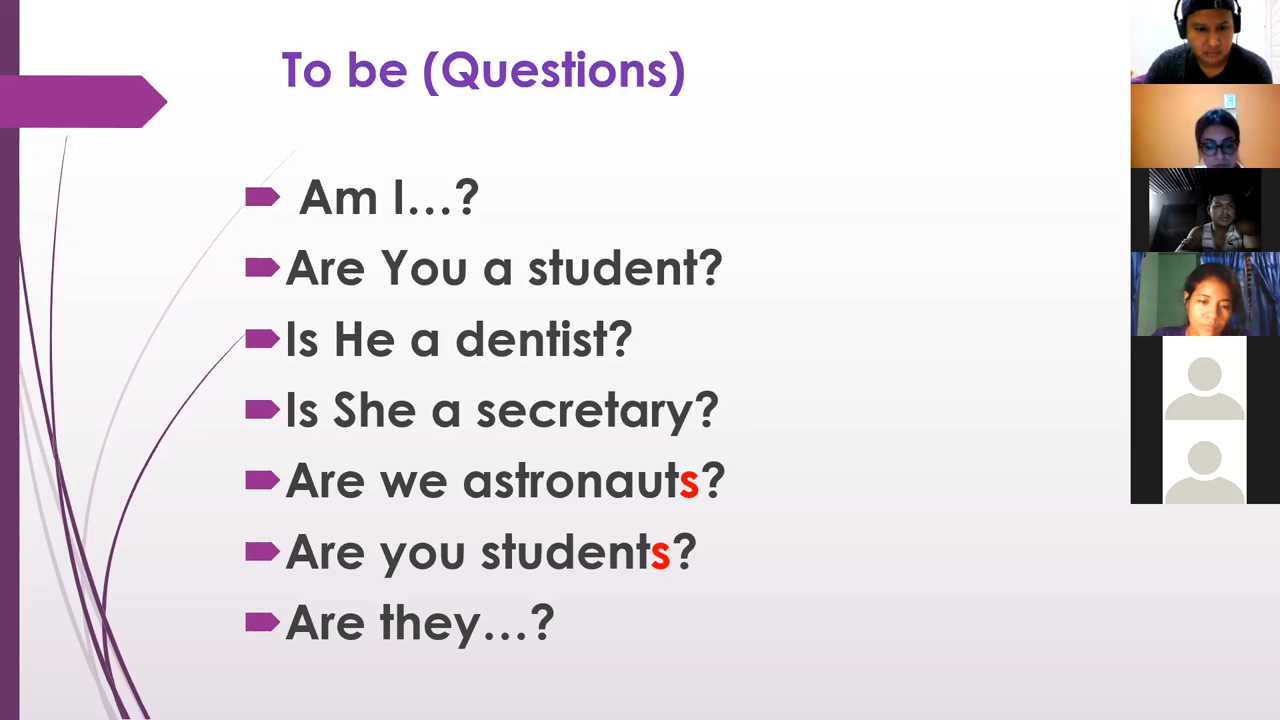 To be (Questions)
Am I...?
Are You a student?
Is He a dentist?
Is She a secretary?
Are we astronauts?
Are you students?
Are they...?